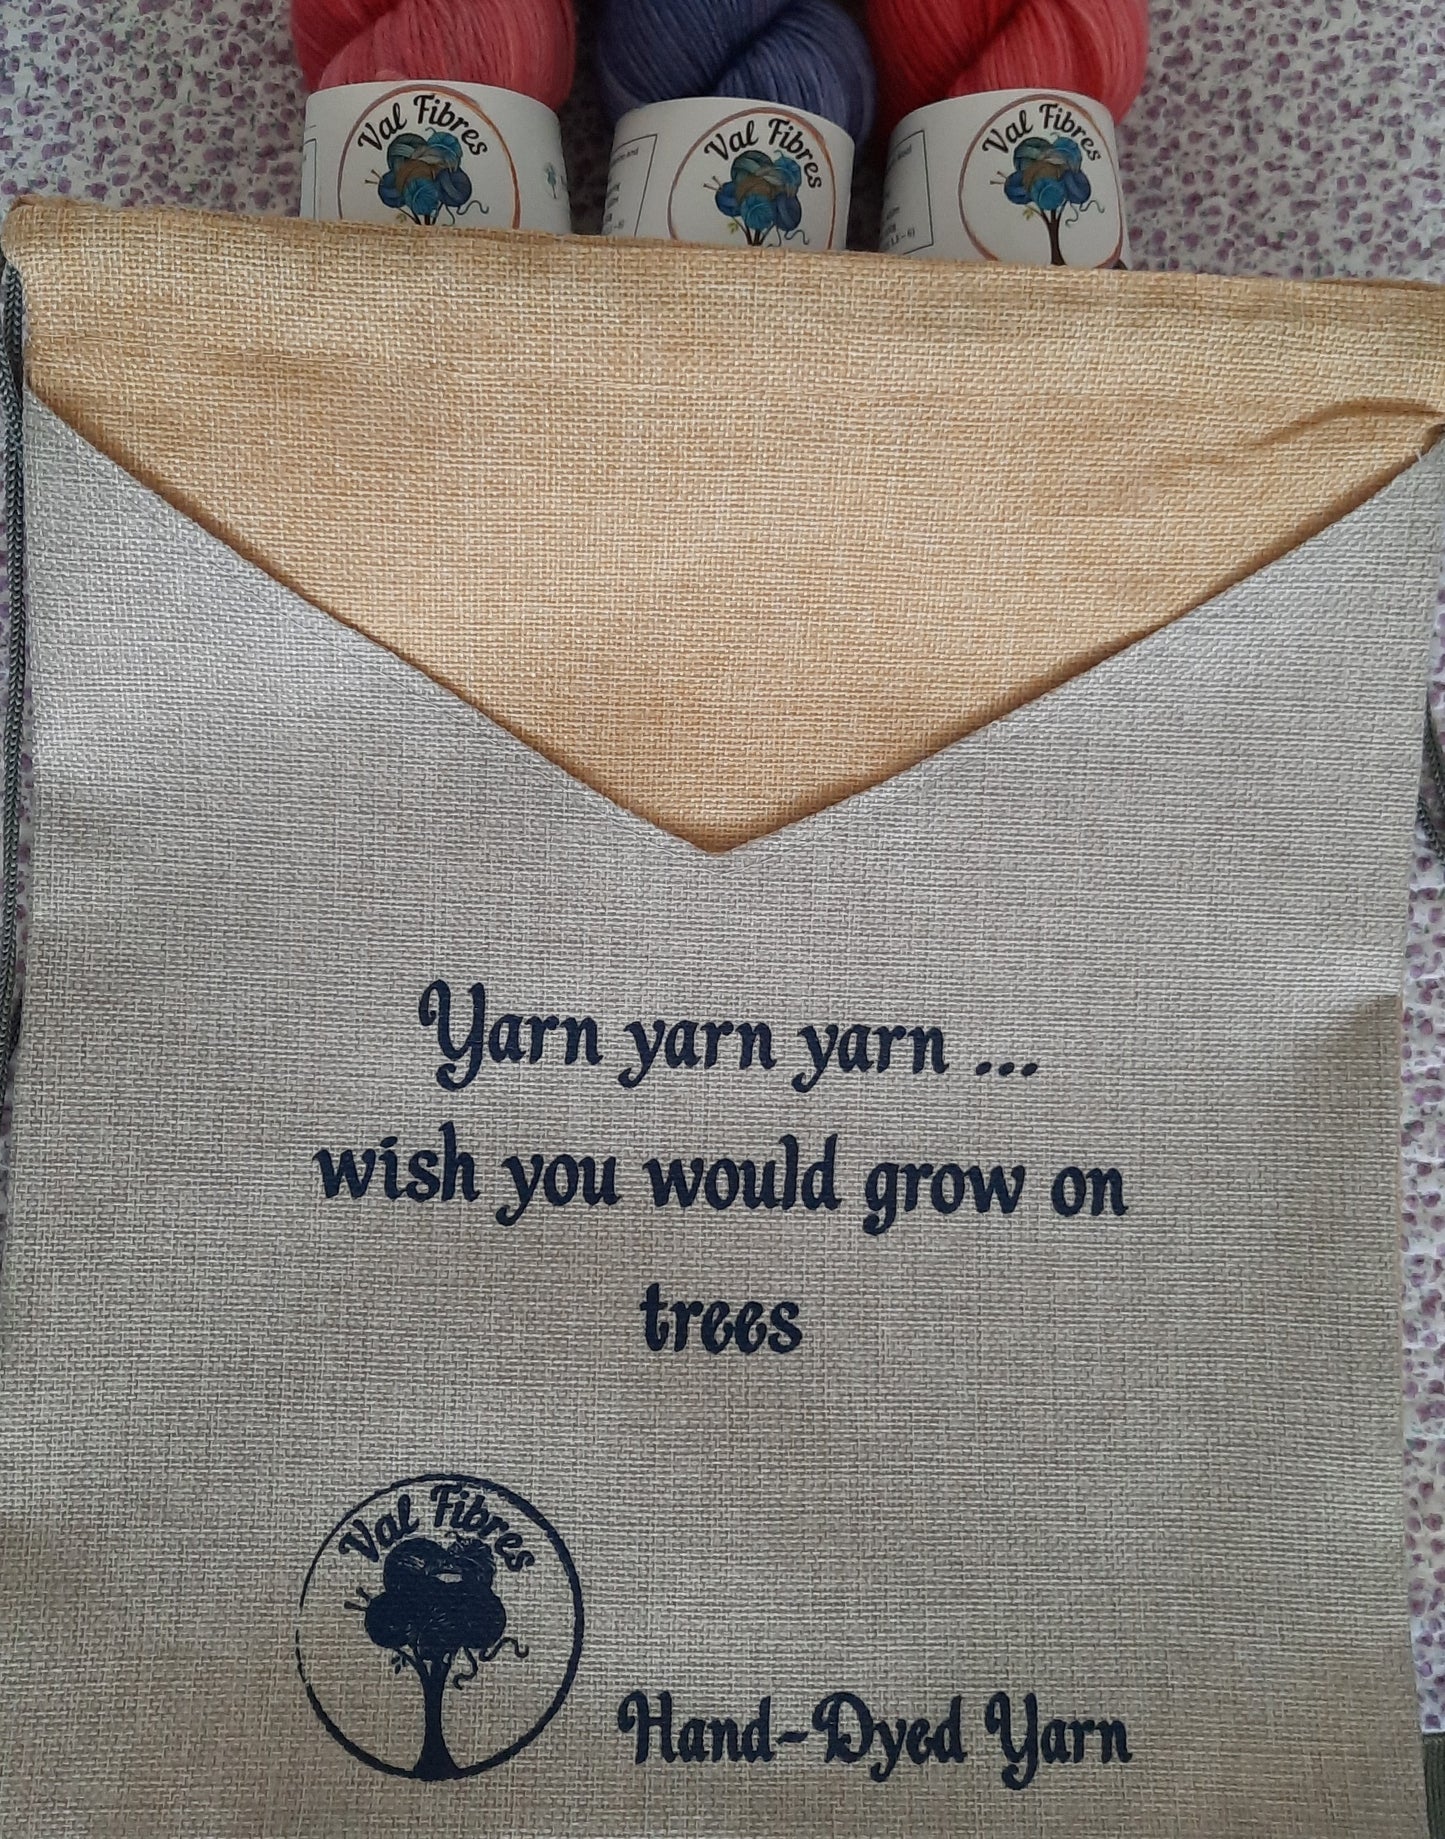 Val Fibres
Val Fibres
Val Fibres
Yarn yarn yarn ...
wish you would grow on
trees
Val Fibres
Hand-Dyed Yarn